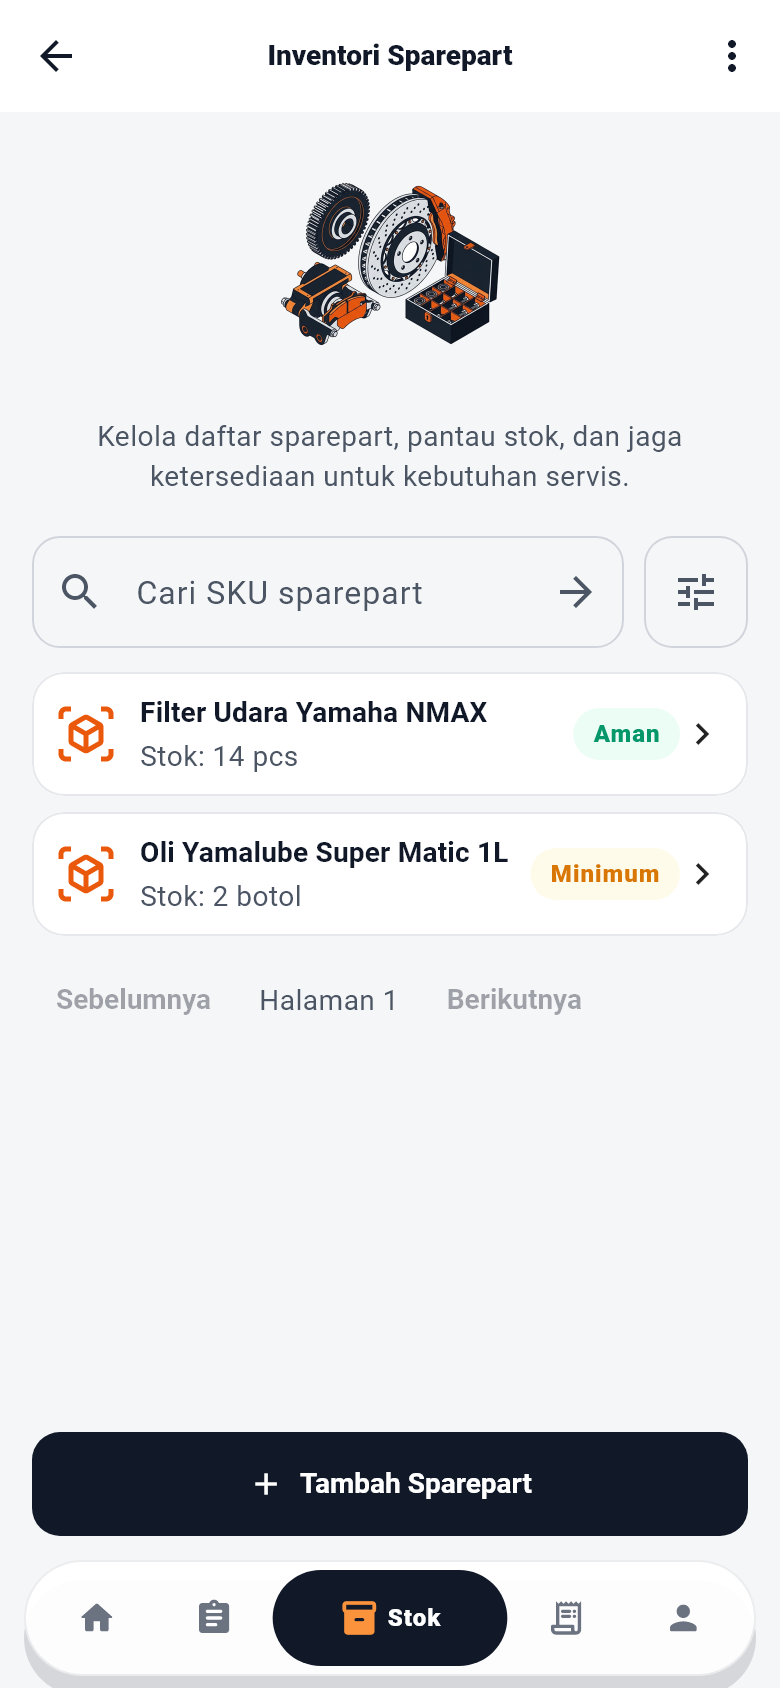 Inventori Sparepart
Kelola daftar sparepart, pantau stok, dan jaga
ketersediaan untuk kebutuhan servis.
Cari SKU sparepart
Filter Udara Yamaha NMAX
Stok: 14 pcs
Aman
Oli Yamalube Super Matic 1L
Stok: 2 botol
Minimum
Sebelumnya
Halaman 1
Berikutnya
Tambah Sparepart
Stok